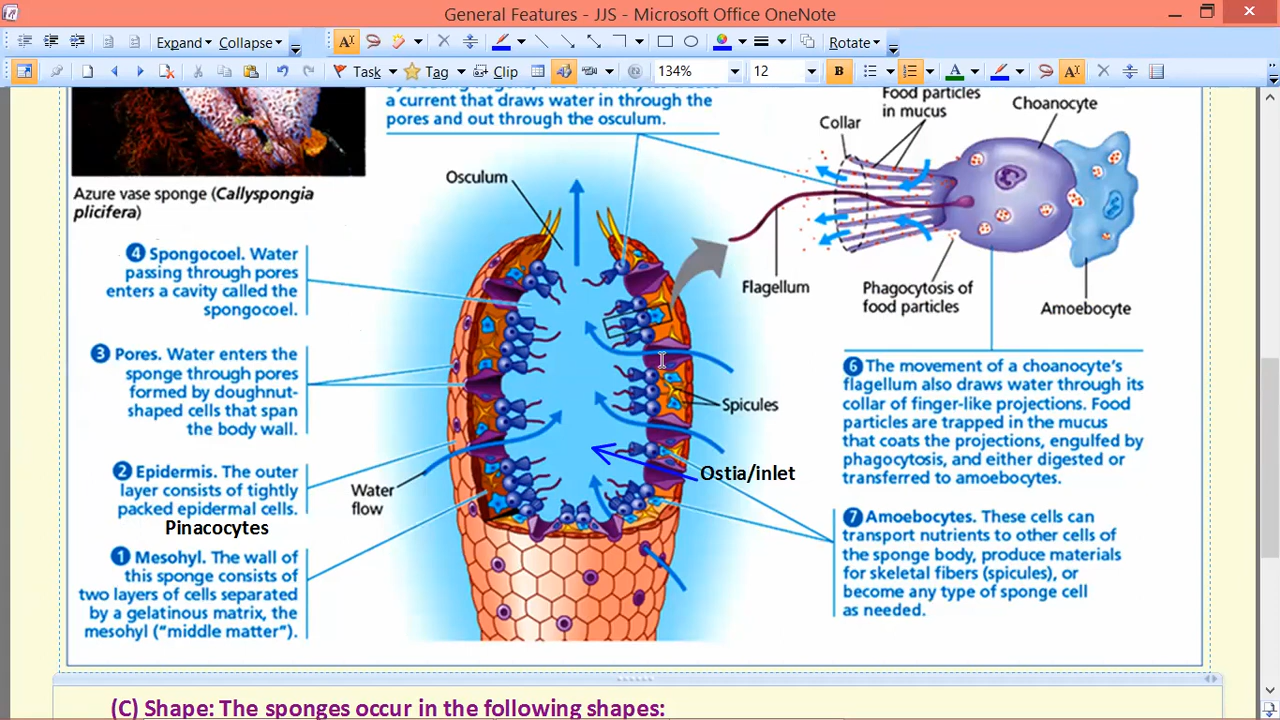 General Features - JJS - Microsoft Office OneNote
Expand Collapse Rotate
Task Tag Clip 134% 12 B A A
a current that draws water in through the
pores and out through the osculum.
Food particles
in mucus
Choanocyte
Collar
Azure vase sponge (Callyspongia
plicifera)
Osculum
4 Spongocoel. Water
passing through pores
enters a cavity called the
spongocoel.
Flagellum
Phagocytosis of
food particles
Amoebocyte
3 Pores. Water enters the
sponge through pores
formed by doughnut-
shaped cells that span
the body wall.
Spicules
6 The movement of a choanocyte's
flagellum also draws water through its
collar of finger-like projections. Food
particles are trapped in the mucus
that coats the projections, engulfed by
phagocytosis, and either digested or
transferred to amoebocytes.
2 Epidermis. The outer
layer consists of tightly
packed epidermal cells.
Pinacocytes
Water
flow
Ostia/inlet
1 Mesohyl. The wall of
this sponge consists of
two layers of cells separated
by a gelatinous matrix, the
mesohyl ("middle matter").
7 Amoebocytes. These cells can
transport nutrients to other cells of
the sponge body, produce materials
for skeletal fibers (spicules), or
become any type of sponge cell
as needed.
(C) Shape: The sponges occur in the following shapes: